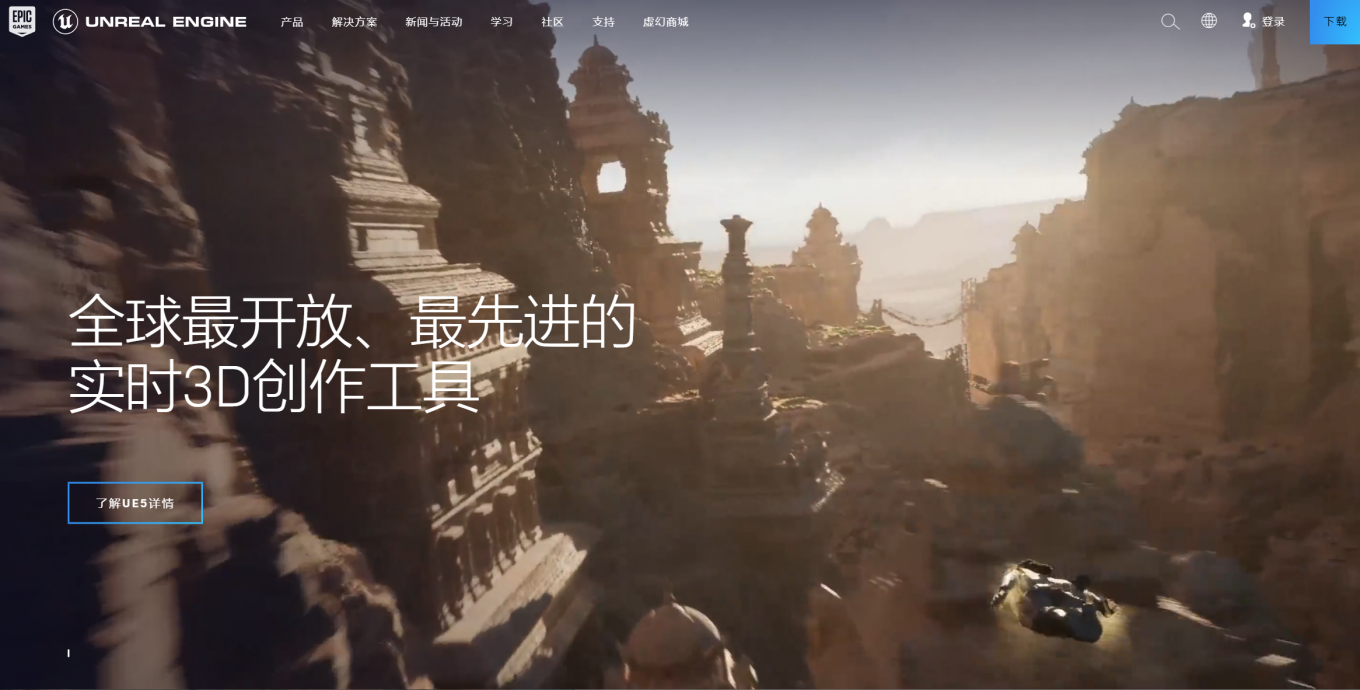 EPIC
GAMES
UNREAL ENGINE
产品
解决方案
新闻与活动
学习
社区
支持
虚幻商城
登录
下载
全球最开放、最先进的
实时3D创作工具
了解UE5详情